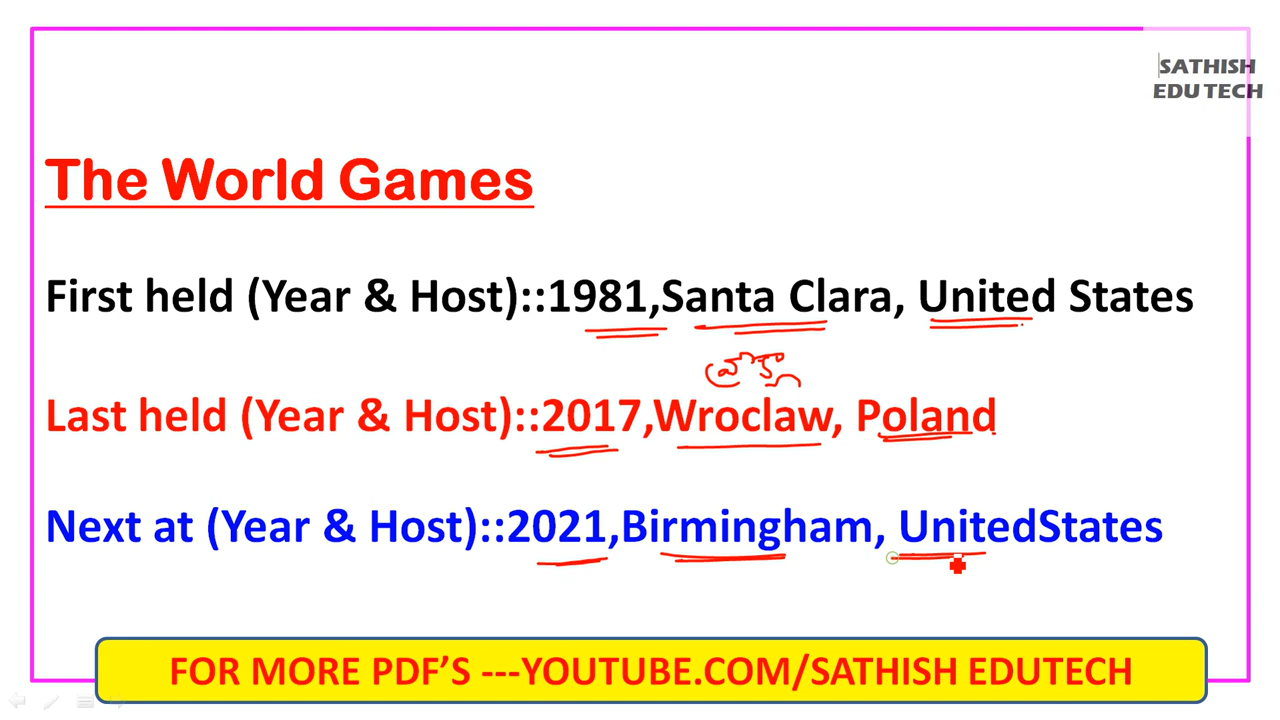 SATHISH
EDUTECH
The World Games
First held (Year & Host)::1981,Santa Clara, United States
Last held (Year & Host)::2017,Wroclaw, Poland
Next at (Year & Host)::2021,Birmingham, UnitedStates
FOR MORE PDF’S ---YOUTUBE.COM/SATHISH EDUTECH